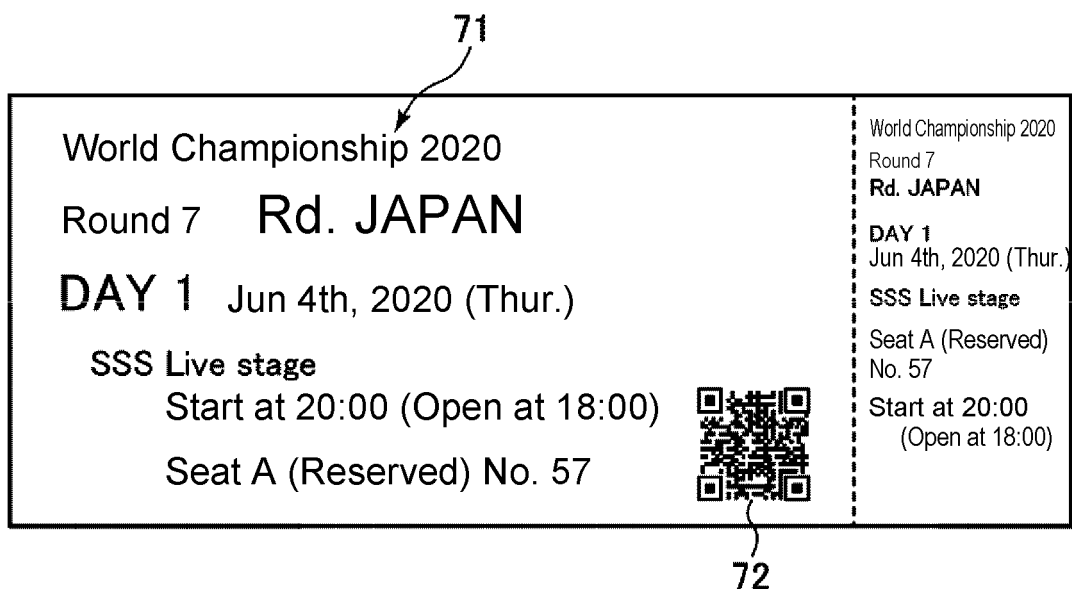 71
World Championship 2020
Round 7 Rd. JAPAN
DAY 1 Jun 4th, 2020 (Thur.)
SSS Live stage
Start at 20:00 (Open at 18:00)
Seat A (Reserved) No. 57
72
World Championship 2020
Round 7
Rd. JAPAN
DAY 1
Jun 4th, 2020 (Thur.)
SSS Live stage
Seat A (Reserved)
No. 57
Start at 20:00
(Open at 18:00)